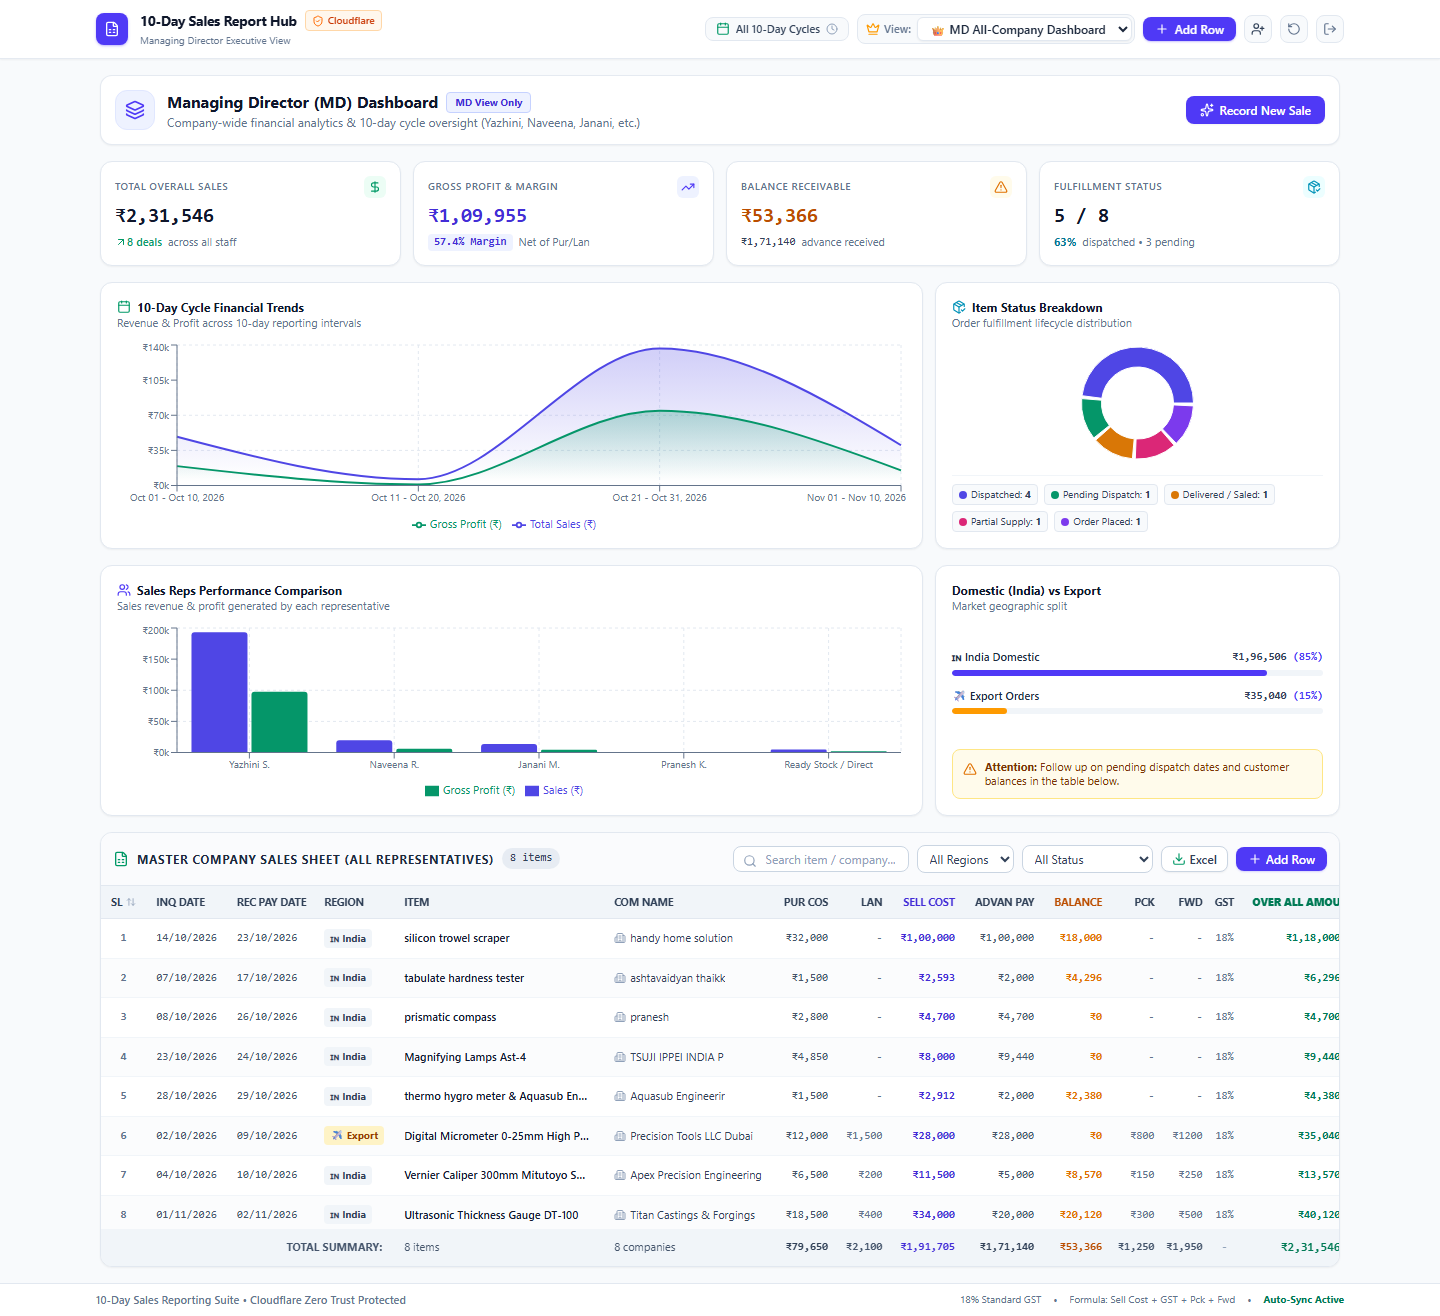 10-Day Sales Report Hub Cloudflare
Managing Director Executive View
All 10-Day Cycles
View: MD All-Company Dashboard
Add Row
Managing Director (MD) Dashboard MD View Only
Company-wide financial analytics & 10-day cycle oversight (Yazhini, Naveena, Janani, etc.)
Record New Sale
TOTAL OVERALL SALES
₹2,31,546
8 deals across all staff
GROSS PROFIT & MARGIN
₹1,09,955
57.4% Margin Net of Pur/Lan
BALANCE RECEIVABLE
₹53,366
₹1,71,140 advance received
FULFILLMENT STATUS
5 / 8
63% dispatched • 3 pending
10-Day Cycle Financial Trends
Revenue & Profit across 10-day reporting intervals
₹140k
₹105k
₹70k
₹35k
₹0k
Oct 01 - Oct 10, 2026 Oct 11 - Oct 20, 2026 Oct 21 - Oct 31, 2026 Nov 01 - Nov 10, 2026
Gross Profit (₹) Total Sales (₹)
Item Status Breakdown
Order fulfillment lifecycle distribution
Dispatched: 4 Pending Dispatch: 1 Delivered / Saled: 1
Partial Supply: 1 Order Placed: 1
Sales Reps Performance Comparison
Sales revenue & profit generated by each representative
₹200k
₹150k
₹100k
₹50k
₹0k
Yazhini S. Naveena R. Janani M. Pranesh K. Ready Stock / Direct
Gross Profit (₹) Sales (₹)
Domestic (India) vs Export
Market geographic split
IN India Domestic ₹1,96,506 (85%)
Export Orders ₹35,040 (15%)
Attention: Follow up on pending dispatch dates and customer
balances in the table below.
MASTER COMPANY SALES SHEET (ALL REPRESENTATIVES) 8 items
Search item / company... All Regions All Status Excel Add Row
SL INQ DATE REC PAY DATE REGION ITEM COM NAME PUR COS LAN SELL COST ADVAN PAY BALANCE PCK FWD GST OVER ALL AMOU
1 14/10/2026 23/10/2026 IN India silicon trowel scraper handy home solution ₹32,000 - ₹1,00,000 ₹1,00,000 ₹18,000 - - 18% ₹1,18,000
2 07/10/2026 17/10/2026 IN India tabulate hardness tester ashtavaidyan thaikk ₹1,500 - ₹2,593 ₹2,000 ₹4,296 - - 18% ₹6,296
3 08/10/2026 26/10/2026 IN India prismatic compass pranesh ₹2,800 - ₹4,700 ₹4,700 ₹0 - - 18% ₹4,700
4 23/10/2026 24/10/2026 IN India Magnifying Lamps Ast-4 TSUJI IPPEI INDIA P ₹4,850 - ₹8,000 ₹9,440 ₹0 - - 18% ₹9,440
5 28/10/2026 29/10/2026 IN India thermo hygro meter & Aquasub En... Aquasub Engineerir ₹1,500 - ₹2,912 ₹2,000 ₹2,380 - - 18% ₹4,380
6 02/10/2026 09/10/2026 Export Digital Micrometer 0-25mm High P... Precision Tools LLC Dubai ₹12,000 ₹1,500 ₹28,000 ₹28,000 ₹0 ₹800 ₹1200 18% ₹35,040
7 04/10/2026 10/10/2026 IN India Vernier Caliper 300mm Mitutoyo S... Apex Precision Engineering ₹6,500 ₹200 ₹11,500 ₹5,000 ₹8,570 ₹150 ₹250 18% ₹13,570
8 01/11/2026 02/11/2026 IN India Ultrasonic Thickness Gauge DT-100 Titan Castings & Forgings ₹18,500 ₹400 ₹34,000 ₹20,000 ₹20,120 ₹300 ₹500 18% ₹40,120
TOTAL SUMMARY: 8 items 8 companies ₹79,650 ₹2,100 ₹1,91,705 ₹1,71,140 ₹53,366 ₹1,250 ₹1,950 - ₹2,31,546
10-Day Sales Reporting Suite • Cloudflare Zero Trust Protected
18% Standard GST • Formula: Sell Cost + GST + Pck + Fwd • Auto-Sync Active